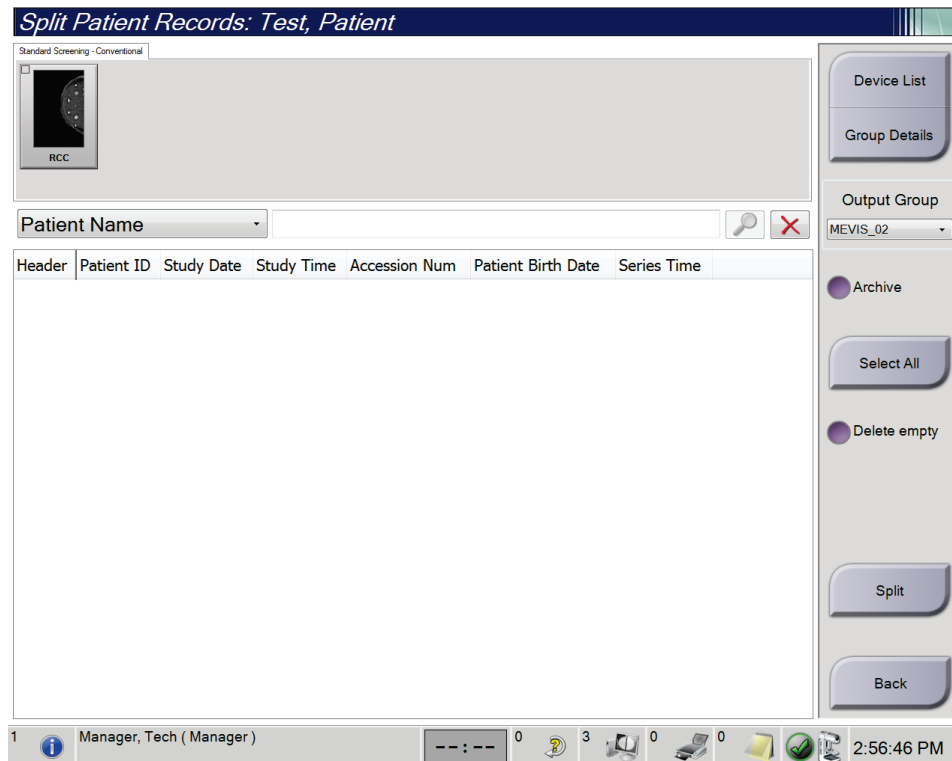 Split Patient Records: Test, Patient
Standard Screening - Conventional
RCC
Patient Name
Header Patient ID Study Date Study Time Accession Num Patient Birth Date Series Time
Device List
Group Details
Output Group
MEVIS_02
Archive
Select All
Delete empty
Split
Back
1 Manager, Tech ( Manager ) --:-- 0 3 0 0 2:56:46 PM